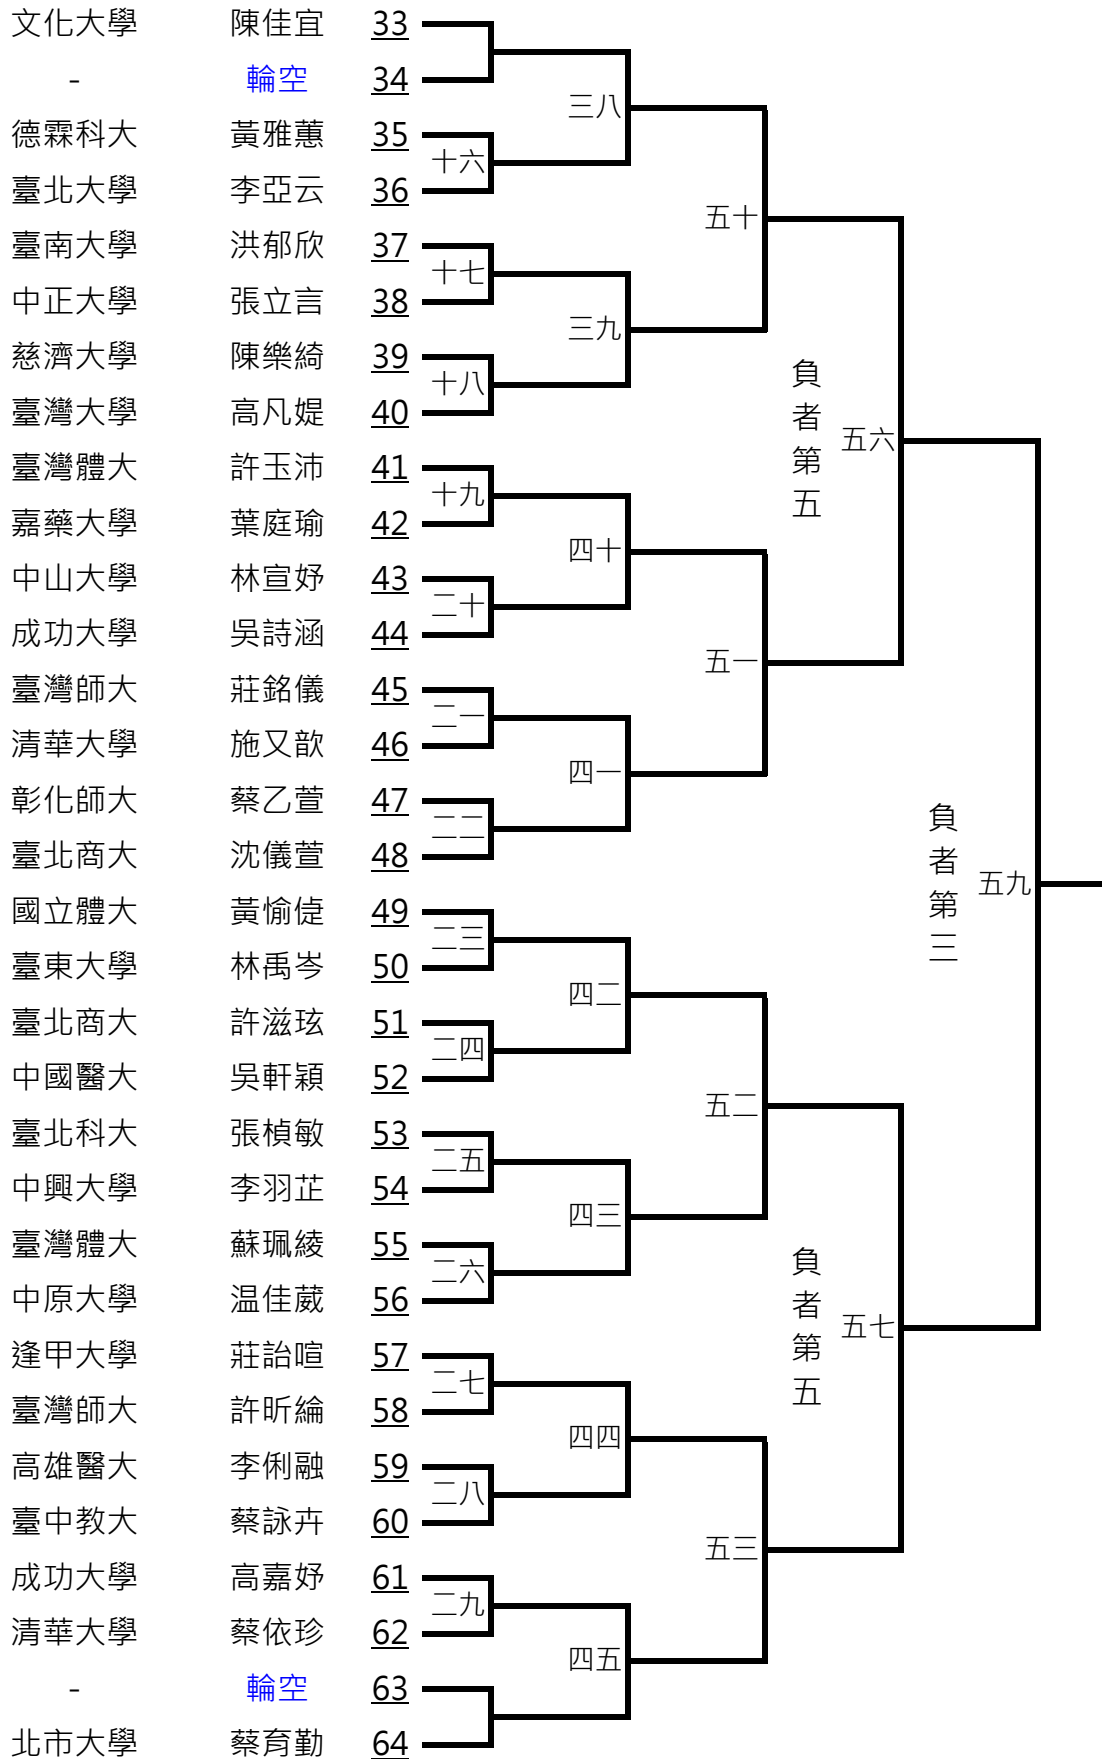 文化大學 陳佳宜 33
- 輪空 34
三八
德霖科大 黃雅蕙 35
十六
臺北大學 李亞云 36
五十
臺南大學 洪郁欣 37
十七
中正大學 張立言 38
三九
慈濟大學 陳樂綺 39
十八
臺灣大學 高凡媞 40
負者第五
五六
臺灣體大 許玉沛 41
十九
嘉藥大學 葉庭瑜 42
四十
中山大學 林宣妤 43
二十
成功大學 吳詩涵 44
五一
臺灣師大 莊銘儀 45
二一
清華大學 施又歆 46
四一
彰化師大 蔡乙萱 47
二二
臺北商大 沈儀萱 48
負者第三
五九
國立體大 黃愉偼 49
二三
臺東大學 林禹岑 50
四二
臺北商大 許滋玹 51
二四
中國醫大 吳軒穎 52
五二
臺北科大 張楨敏 53
二五
中興大學 李羽芷 54
四三
臺灣體大 蘇珮綾 55
二六
中原大學 温佳葳 56
負者第五
五七
逢甲大學 莊詒喧 57
二七
臺灣師大 許昕綸 58
四四
高雄醫大 李俐融 59
二八
臺中教大 蔡詠卉 60
五三
成功大學 高嘉妤 61
二九
清華大學 蔡依珍 62
四五
- 輪空 63
北市大學 蔡育勤 64